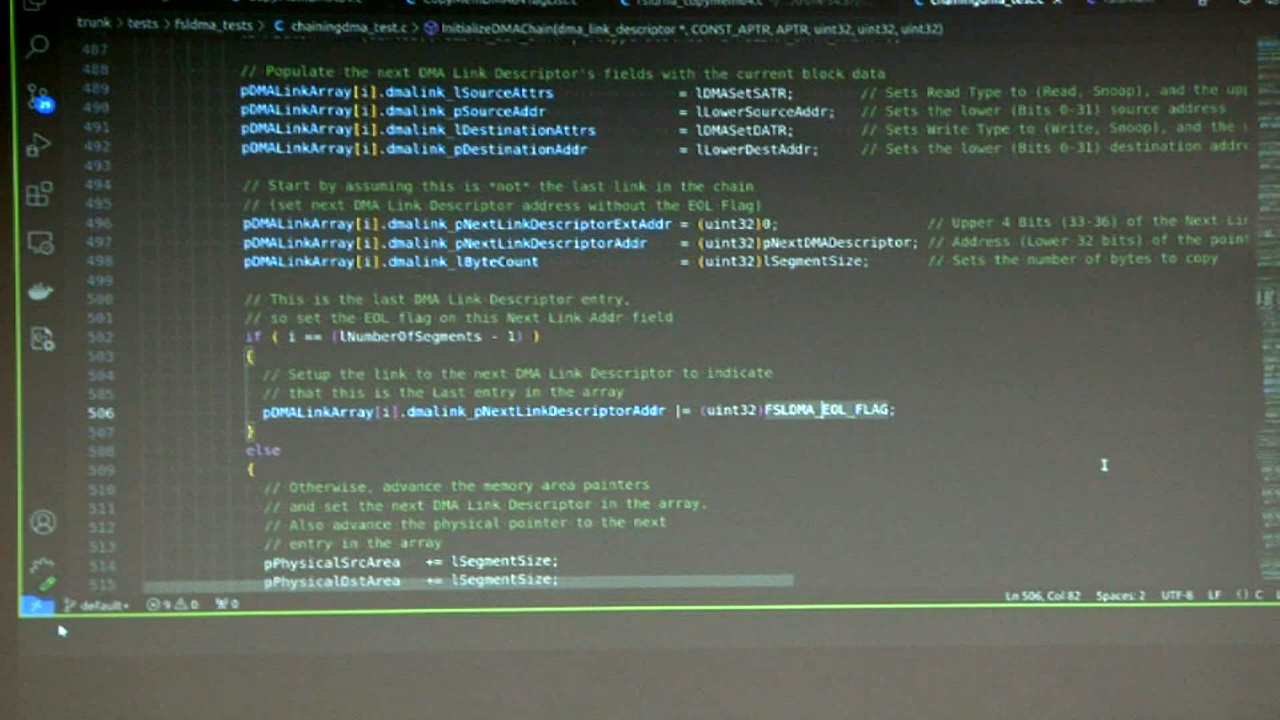 chainingdma_test.c
trunk > tests > fsldma_tests > C chainingdma_test.c > InitializeDMAChain(dma_link_descriptor *, CONST_APTR, APTR, uint32, uint32, uint32)
487
488 // Populate the next DMA Link Descriptor's fields with the current block data
489 pDMALinkArray[i].dmalink_lSourceAttrs = lDMASetSATR; // Sets Read Type to (Read, Snoop), and the upp
490 pDMALinkArray[i].dmalink_pSourceAddr = lLowerSourceAddr; // Sets the lower (Bits 0-31) source address
491 pDMALinkArray[i].dmalink_lDestinationAttrs = lDMASetDATR; // Sets Write Type to (Write, Snoop), and the
492 pDMALinkArray[i].dmalink_pDestinationAddr = lLowerDestAddr; // Sets the lower (Bits 0-31) destination addre
493
494 // Start by assuming this is *not* the last link in the chain
495 // (set next DMA Link Descriptor address without the EOL Flag)
496 pDMALinkArray[i].dmalink_pNextLinkDescriptorExtAddr = (uint32)0; // Upper 4 Bits (33-36) of the Next Lin
497 pDMALinkArray[i].dmalink_pNextLinkDescriptorAddr = (uint32)pNextDMADescriptor; // Address (Lower 32 bits) of the point
498 pDMALinkArray[i].dmalink_lByteCount = (uint32)lSegmentSize; // Sets the number of bytes to copy
499
500 // This is the last DMA Link Descriptor entry,
501 // so set the EOL flag on this Next Link Addr field
502 if ( i == (lNumberOfSegments - 1) )
503 {
504 // Setup the link to the next DMA Link Descriptor to indicate
505 // that this is the Last entry in the array
506 pDMALinkArray[i].dmalink_pNextLinkDescriptorAddr |= (uint32)FSLDMA_EOL_FLAG;
507 }
508 else
509 {
510 // Otherwise, advance the memory area pointers
511 // and set the next DMA Link Descriptor in the array.
512 // Also advance the physical pointer to the next
513 // entry in the array
514 pPhysicalSrcArea += lSegmentSize;
515 pPhysicalDstArea += lSegmentSize;
default+ 9 0 0 Ln 506, Col 82 Spaces: 2 UTF-8 LF {} C